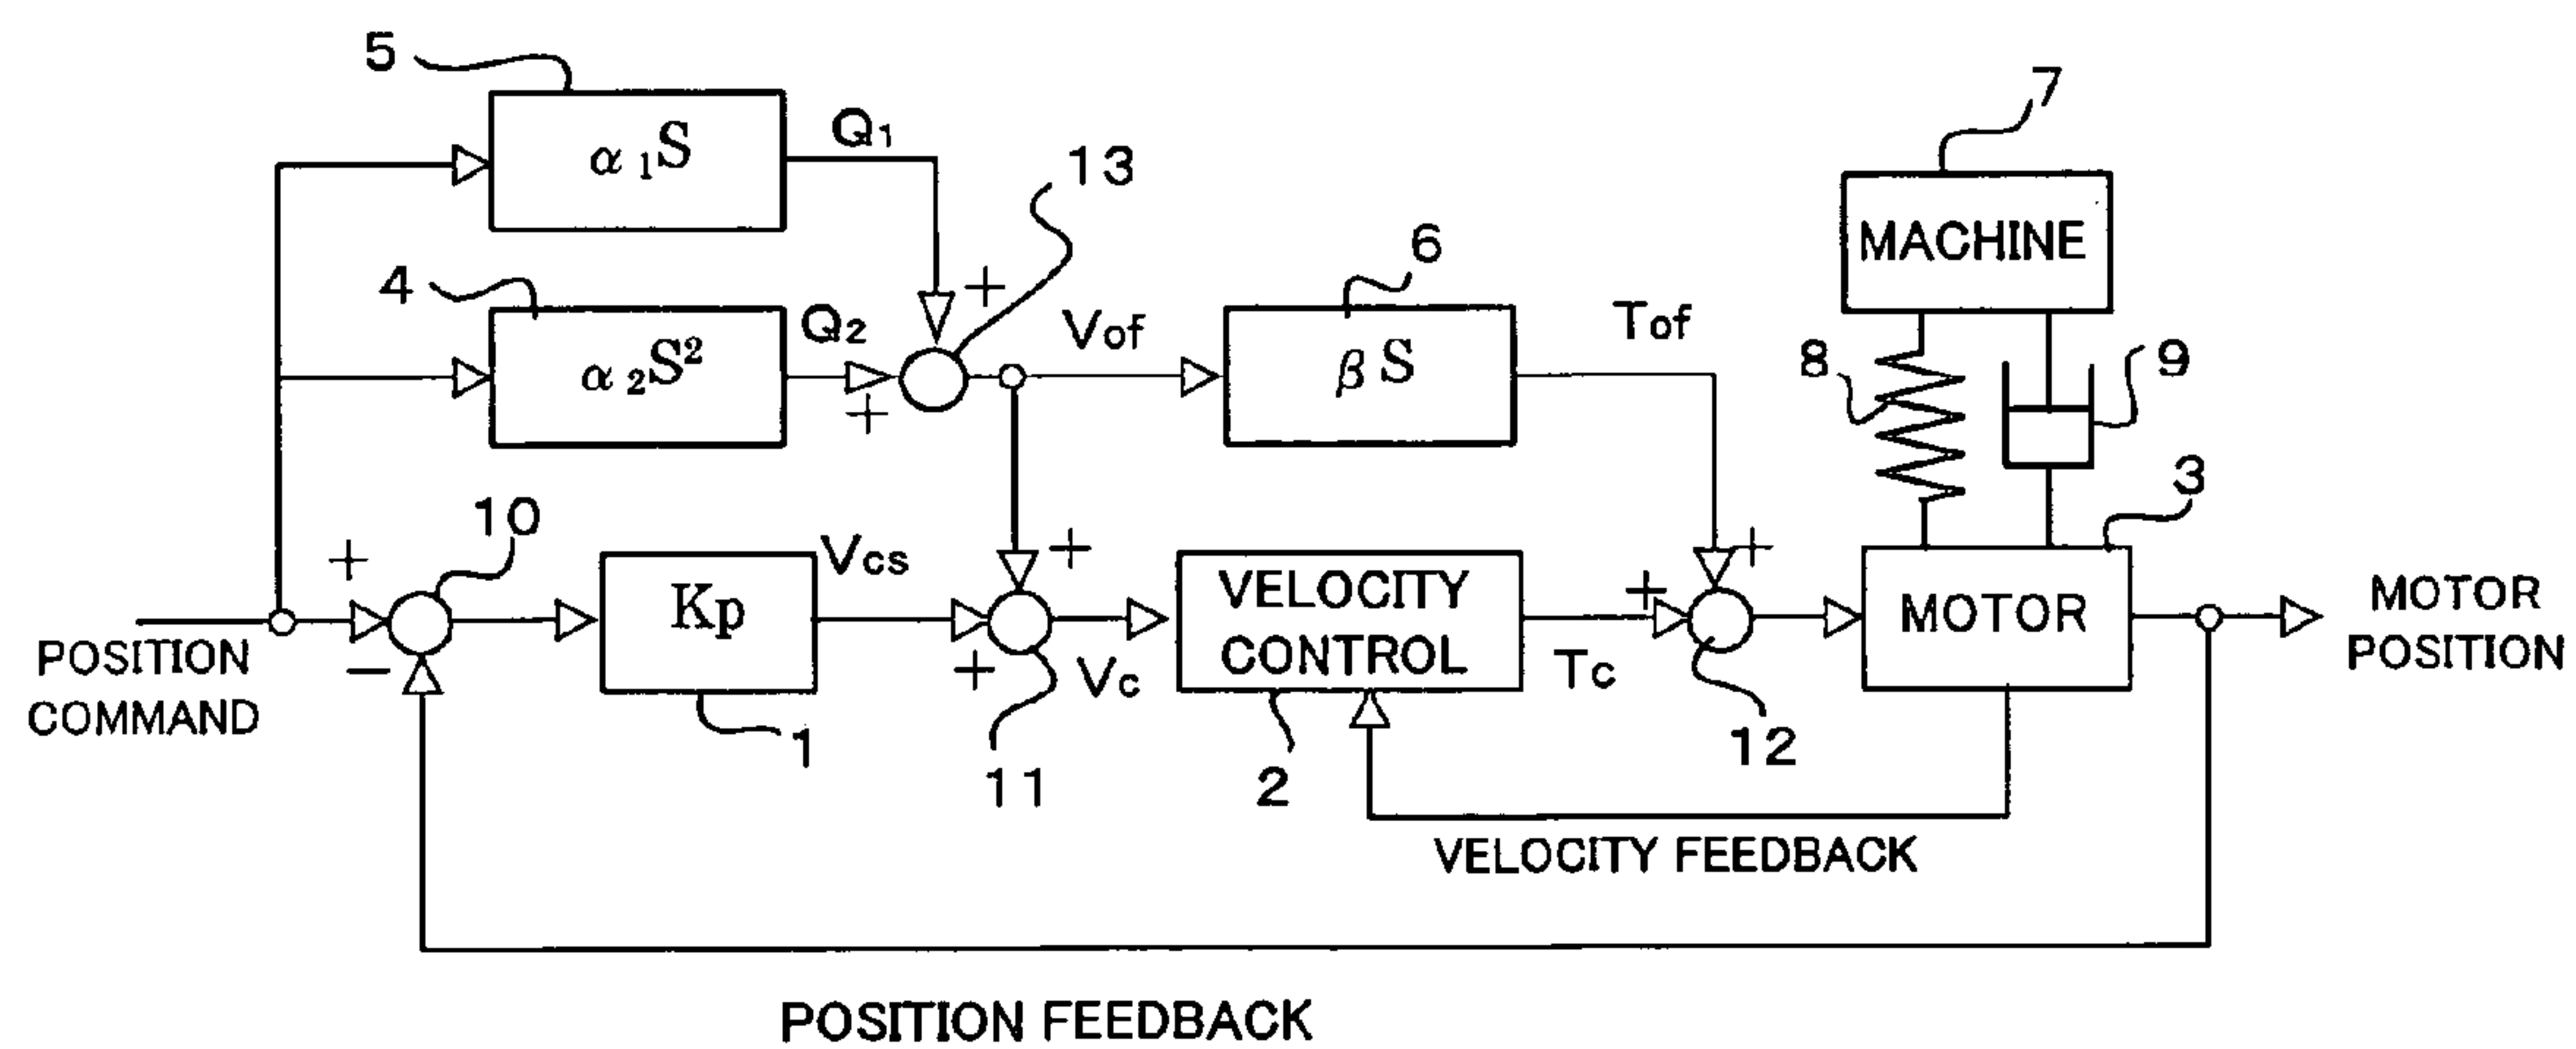 5
α₁S
Q₁
13
7
MACHINE
4
α₂S²
Q₂
+
+
Vof
6
βS
Tof
8
9
3
POSITION
COMMAND
+
−
10
Kp
1
Vcs
+
+
11
Vc
VELOCITY
CONTROL
2
Tc
+
+
12
MOTOR
MOTOR
POSITION
VELOCITY FEEDBACK
POSITION FEEDBACK